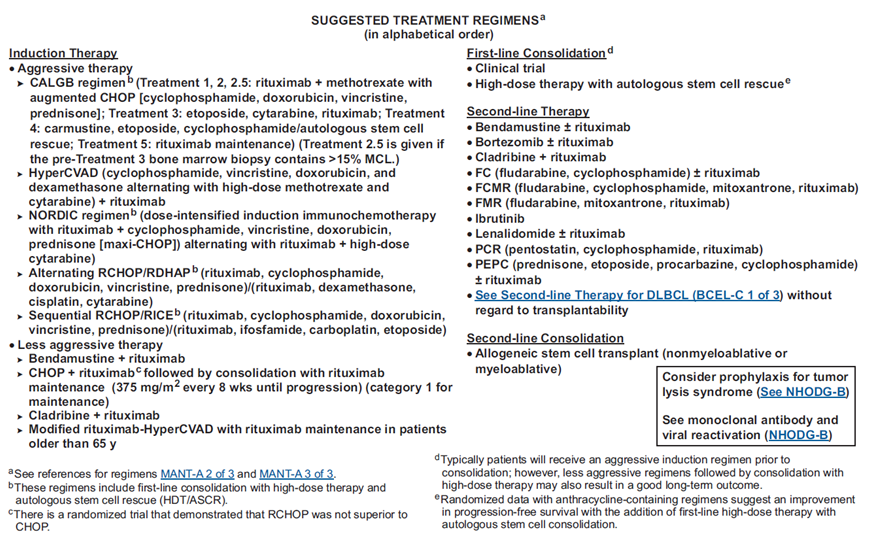 SUGGESTED TREATMENT REGIMENSa
(in alphabetical order)
Induction Therapy
• Aggressive therapy
➤ CALGB regimenb (Treatment 1, 2, 2.5: rituximab + methotrexate with
augmented CHOP [cyclophosphamide, doxorubicin, vincristine,
prednisone]; Treatment 3: etoposide, cytarabine, rituximab; Treatment
4: carmustine, etoposide, cyclophosphamide/autologous stem cell
rescue; Treatment 5: rituximab maintenance) (Treatment 2.5 is given if
the pre-Treatment 3 bone marrow biopsy contains >15% MCL.)
➤ HyperCVAD (cyclophosphamide, vincristine, doxorubicin, and
dexamethasone alternating with high-dose methotrexate and
cytarabine) + rituximab
➤ NORDIC regimenb (dose-intensified induction immunochemotherapy
with rituximab + cyclophosphamide, vincristine, doxorubicin,
prednisone [maxi-CHOP]) alternating with rituximab + high-dose
cytarabine)
➤ Alternating RCHOP/RDHAPb (rituximab, cyclophosphamide,
doxorubicin, vincristine, prednisone)/(rituximab, dexamethasone,
cisplatin, cytarabine)
➤ Sequential RCHOP/RICEb (rituximab, cyclophosphamide, doxorubicin,
vincristine, prednisone)/(rituximab, ifosfamide, carboplatin, etoposide)
• Less aggressive therapy
➤ Bendamustine + rituximab
➤ CHOP + rituximabc followed by consolidation with rituximab
maintenance (375 mg/m2 every 8 wks until progression) (category 1 for
maintenance)
➤ Cladribine + rituximab
➤ Modified rituximab-HyperCVAD with rituximab maintenance in patients
older than 65 y
First-line Consolidationd
• Clinical trial
• High-dose therapy with autologous stem cell rescuee
Second-line Therapy
• Bendamustine ± rituximab
• Bortezomib ± rituximab
• Cladribine + rituximab
• FC (fludarabine, cyclophosphamide) ± rituximab
• FCMR (fludarabine, cyclophosphamide, mitoxantrone, rituximab)
• FMR (fludarabine, mitoxantrone, rituximab)
• Ibrutinib
• Lenalidomide ± rituximab
• PCR (pentostatin, cyclophosphamide, rituximab)
• PEPC (prednisone, etoposide, procarbazine, cyclophosphamide)
± rituximab
• See Second-line Therapy for DLBCL (BCEL-C 1 of 3) without
regard to transplantability
Second-line Consolidation
• Allogeneic stem cell transplant (nonmyeloablative or
myeloablative)
Consider prophylaxis for tumor
lysis syndrome (See NHODG-B)
See monoclonal antibody and
viral reactivation (NHODG-B)
aSee references for regimens MANT-A 2 of 3 and MANT-A 3 of 3.
bThese regimens include first-line consolidation with high-dose therapy and
autologous stem cell rescue (HDT/ASCR).
cThere is a randomized trial that demonstrated that RCHOP was not superior to
CHOP.
dTypically patients will receive an aggressive induction regimen prior to
consolidation; however, less aggressive regimens followed by consolidation with
high-dose therapy may also result in a good long-term outcome.
eRandomized data with anthracycline-containing regimens suggest an improvement
in progression-free survival with the addition of first-line high-dose therapy with
autologous stem cell consolidation.